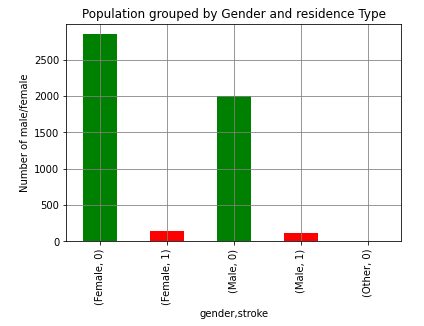 Population grouped by Gender and residence Type
Number of male/female
2500
2000
1500
1000
500
0
(Female, 0)
(Female, 1)
(Male, 0)
(Male, 1)
(Other, 0)
gender,stroke